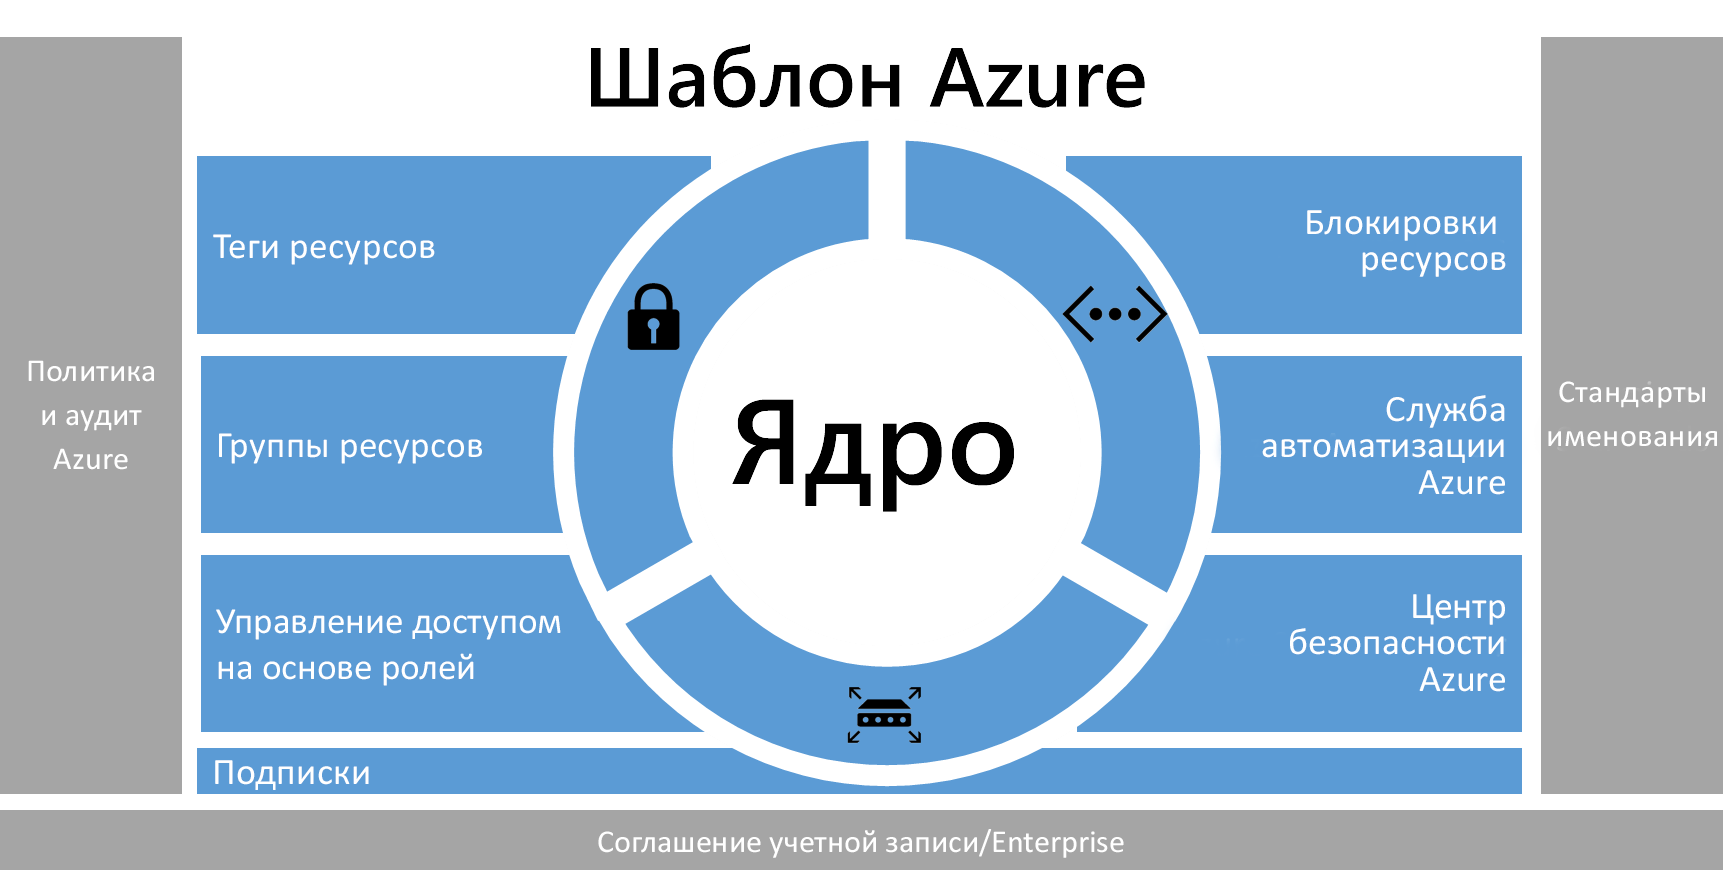 Шаблон Azure
Теги ресурсов
Блокировки
ресурсов
Политика
и аудит
Azure
Группы ресурсов
Ядро
Служба
автоматизации
Azure
Стандарты
именования
Управление доступом
на основе ролей
Центр
безопасности
Azure
Подписки
Соглашение учетной записи/Enterprise